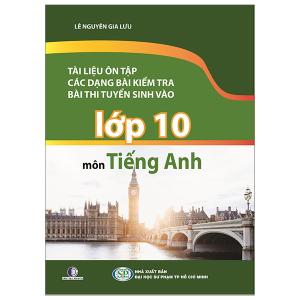 LÊ NGUYÊN GIA LƯU
TÀI LIỆU ÔN TẬP
CÁC DẠNG BÀI KIỂM TRA
BÀI THI TUYỂN SINH VÀO
lớp 10
môn Tiếng Anh
NHÀ XUẤT BẢN
ĐẠI HỌC SƯ PHẠM TP HỒ CHÍ MINH